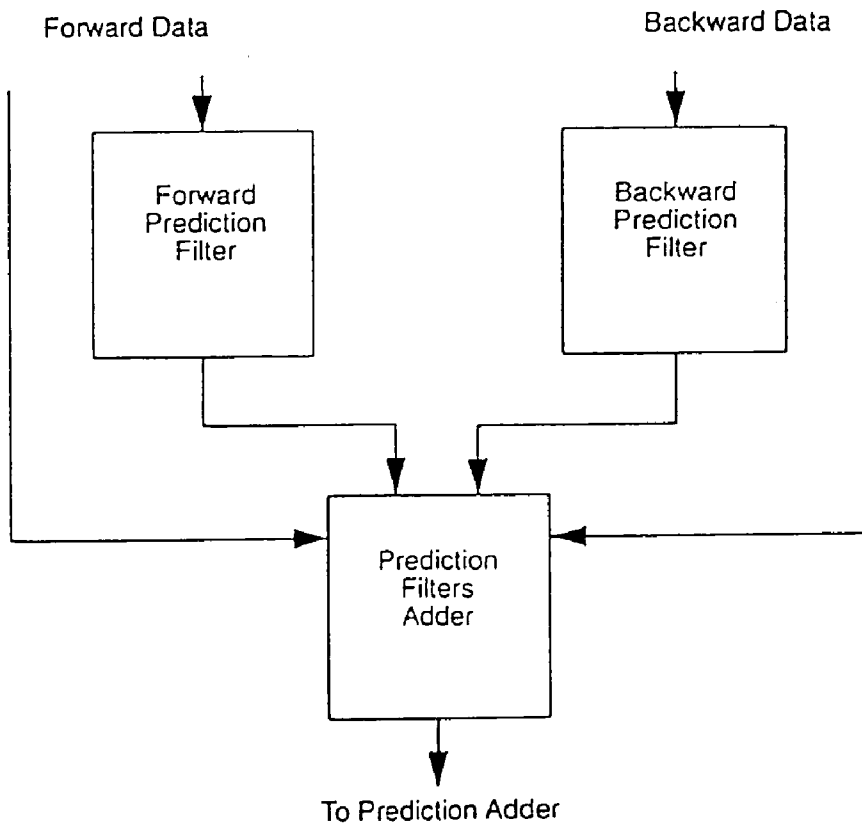 Forward Data
Backward Data
Forward
Prediction
Filter
Backward
Prediction
Filter
Prediction
Filters
Adder
To Prediction Adder